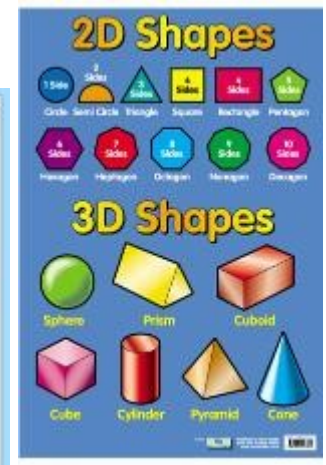 2D Shapes
1 Side
2 Sides
3 Sides
4 Sides
4 Sides
5 Sides
Circle Semi Circle Triangle Square Rectangle Pentagon
6 Sides
7 Sides
8 Sides
9 Sides
10 Sides
Hexagon Heptagon Octagon Nonagon Decagon
3D Shapes
Sphere Prism Cuboid
Cube Cylinder Pyramid Cone